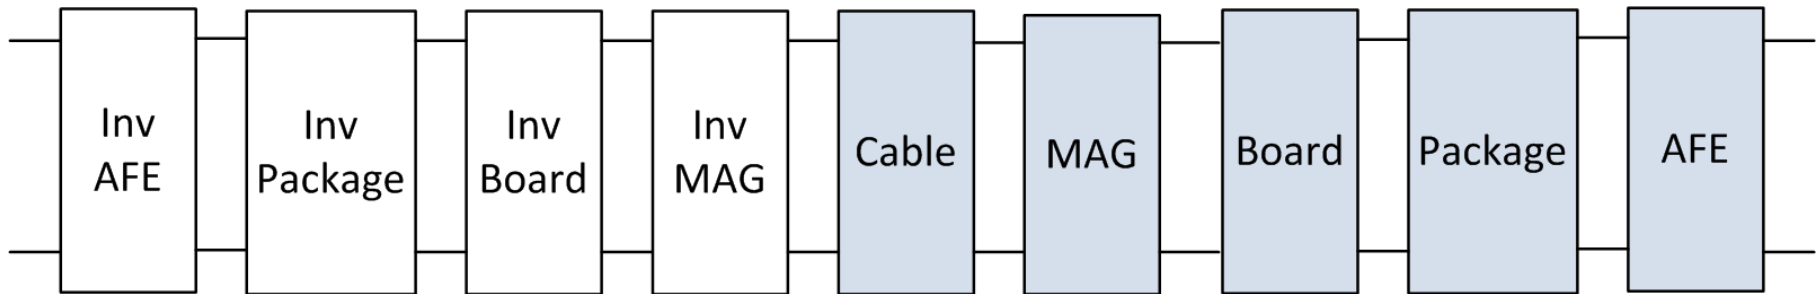 Inv
AFE
Inv
Package
Inv
Board
Inv
MAG
Cable
MAG
Board
Package
AFE